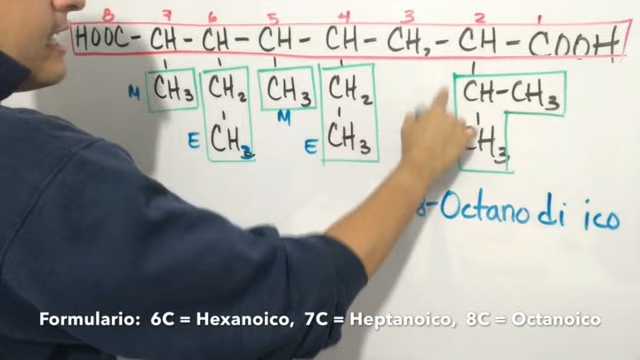 8 7 6 5 4 3 2 1
HOOC - CH - CH - CH - CH - CH₂ - CH - COOH
M CH3 CH2 CH3 CH2 CH-CH3
E CH3 M E CH3 CH3
-Octano di ico
Formulario: 6C = Hexanoico, 7C = Heptanoico, 8C = Octanoico